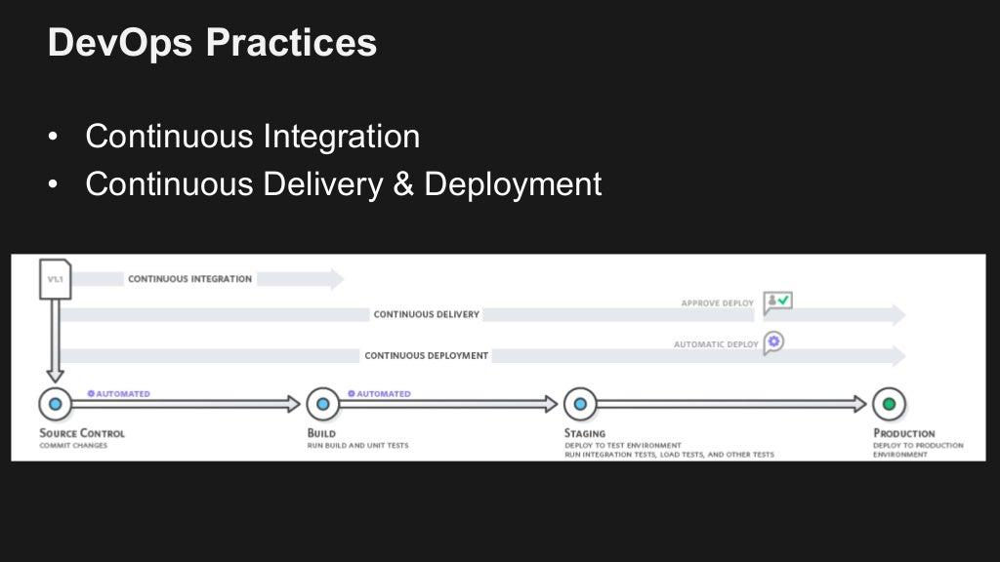 DevOps Practices
• Continuous Integration
• Continuous Delivery & Deployment
V1.1
CONTINUOUS INTEGRATION
APPROVE DEPLOY
CONTINUOUS DELIVERY
AUTOMATIC DEPLOY
CONTINUOUS DEPLOYMENT
AUTOMATED
AUTOMATED
SOURCE CONTROL
COMMIT CHANGES
BUILD
RUN BUILD AND UNIT TESTS
STAGING
DEPLOY TO TEST ENVIRONMENT
RUN INTEGRATION TESTS, LOAD TESTS, AND OTHER TESTS
PRODUCTION
DEPLOY TO PRODUCTION
ENVIRONMENT